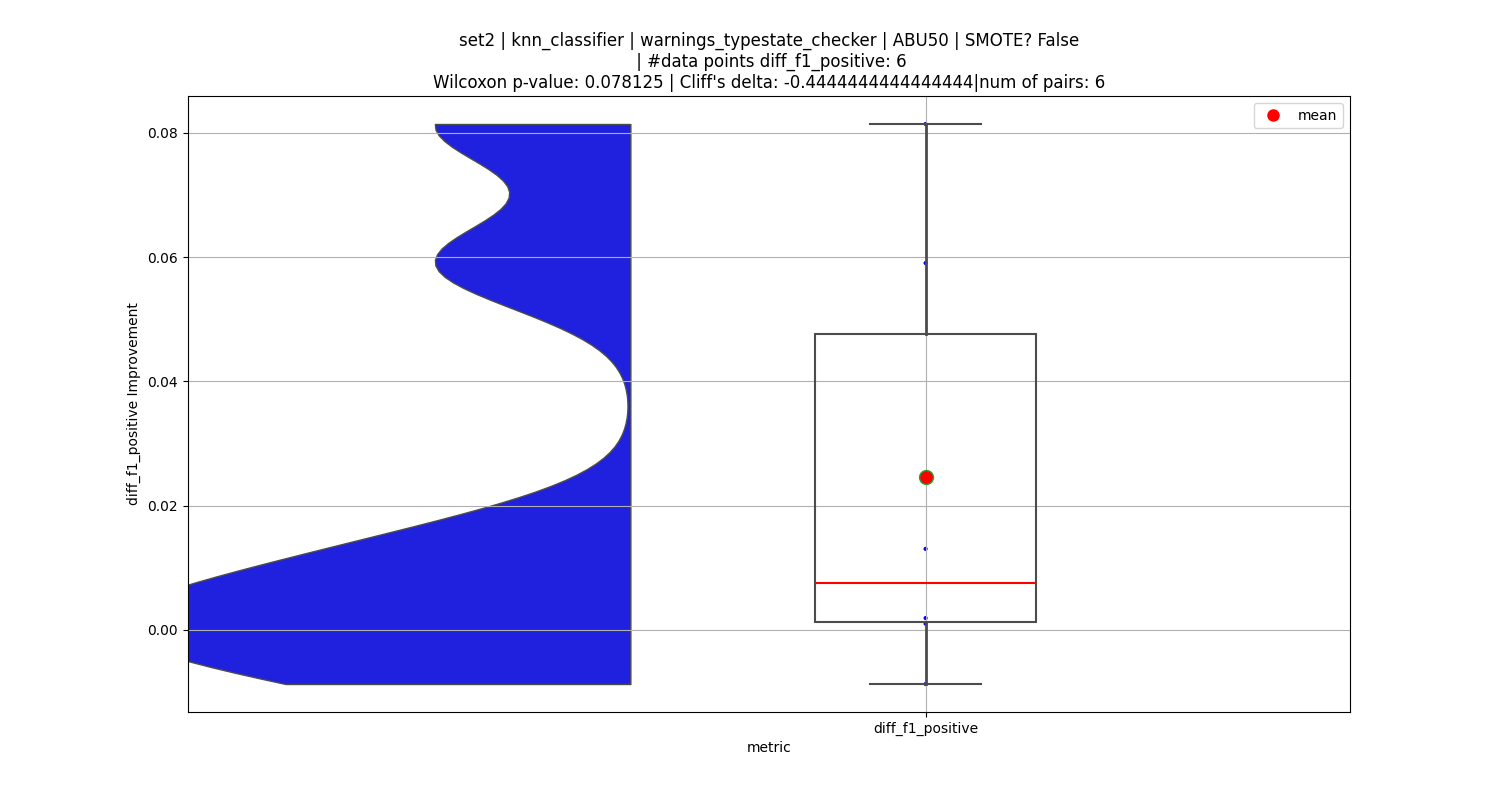 set2 | knn_classifier | warnings_typestate_checker | ABU50 | SMOTE? False
| #data points diff_f1_positive: 6
Wilcoxon p-value: 0.078125 | Cliff's delta: -0.4444444444444444|num of pairs: 6
mean
0.08
0.06
0.04
0.02
0.00
diff_f1_positive Improvement
diff_f1_positive
metric